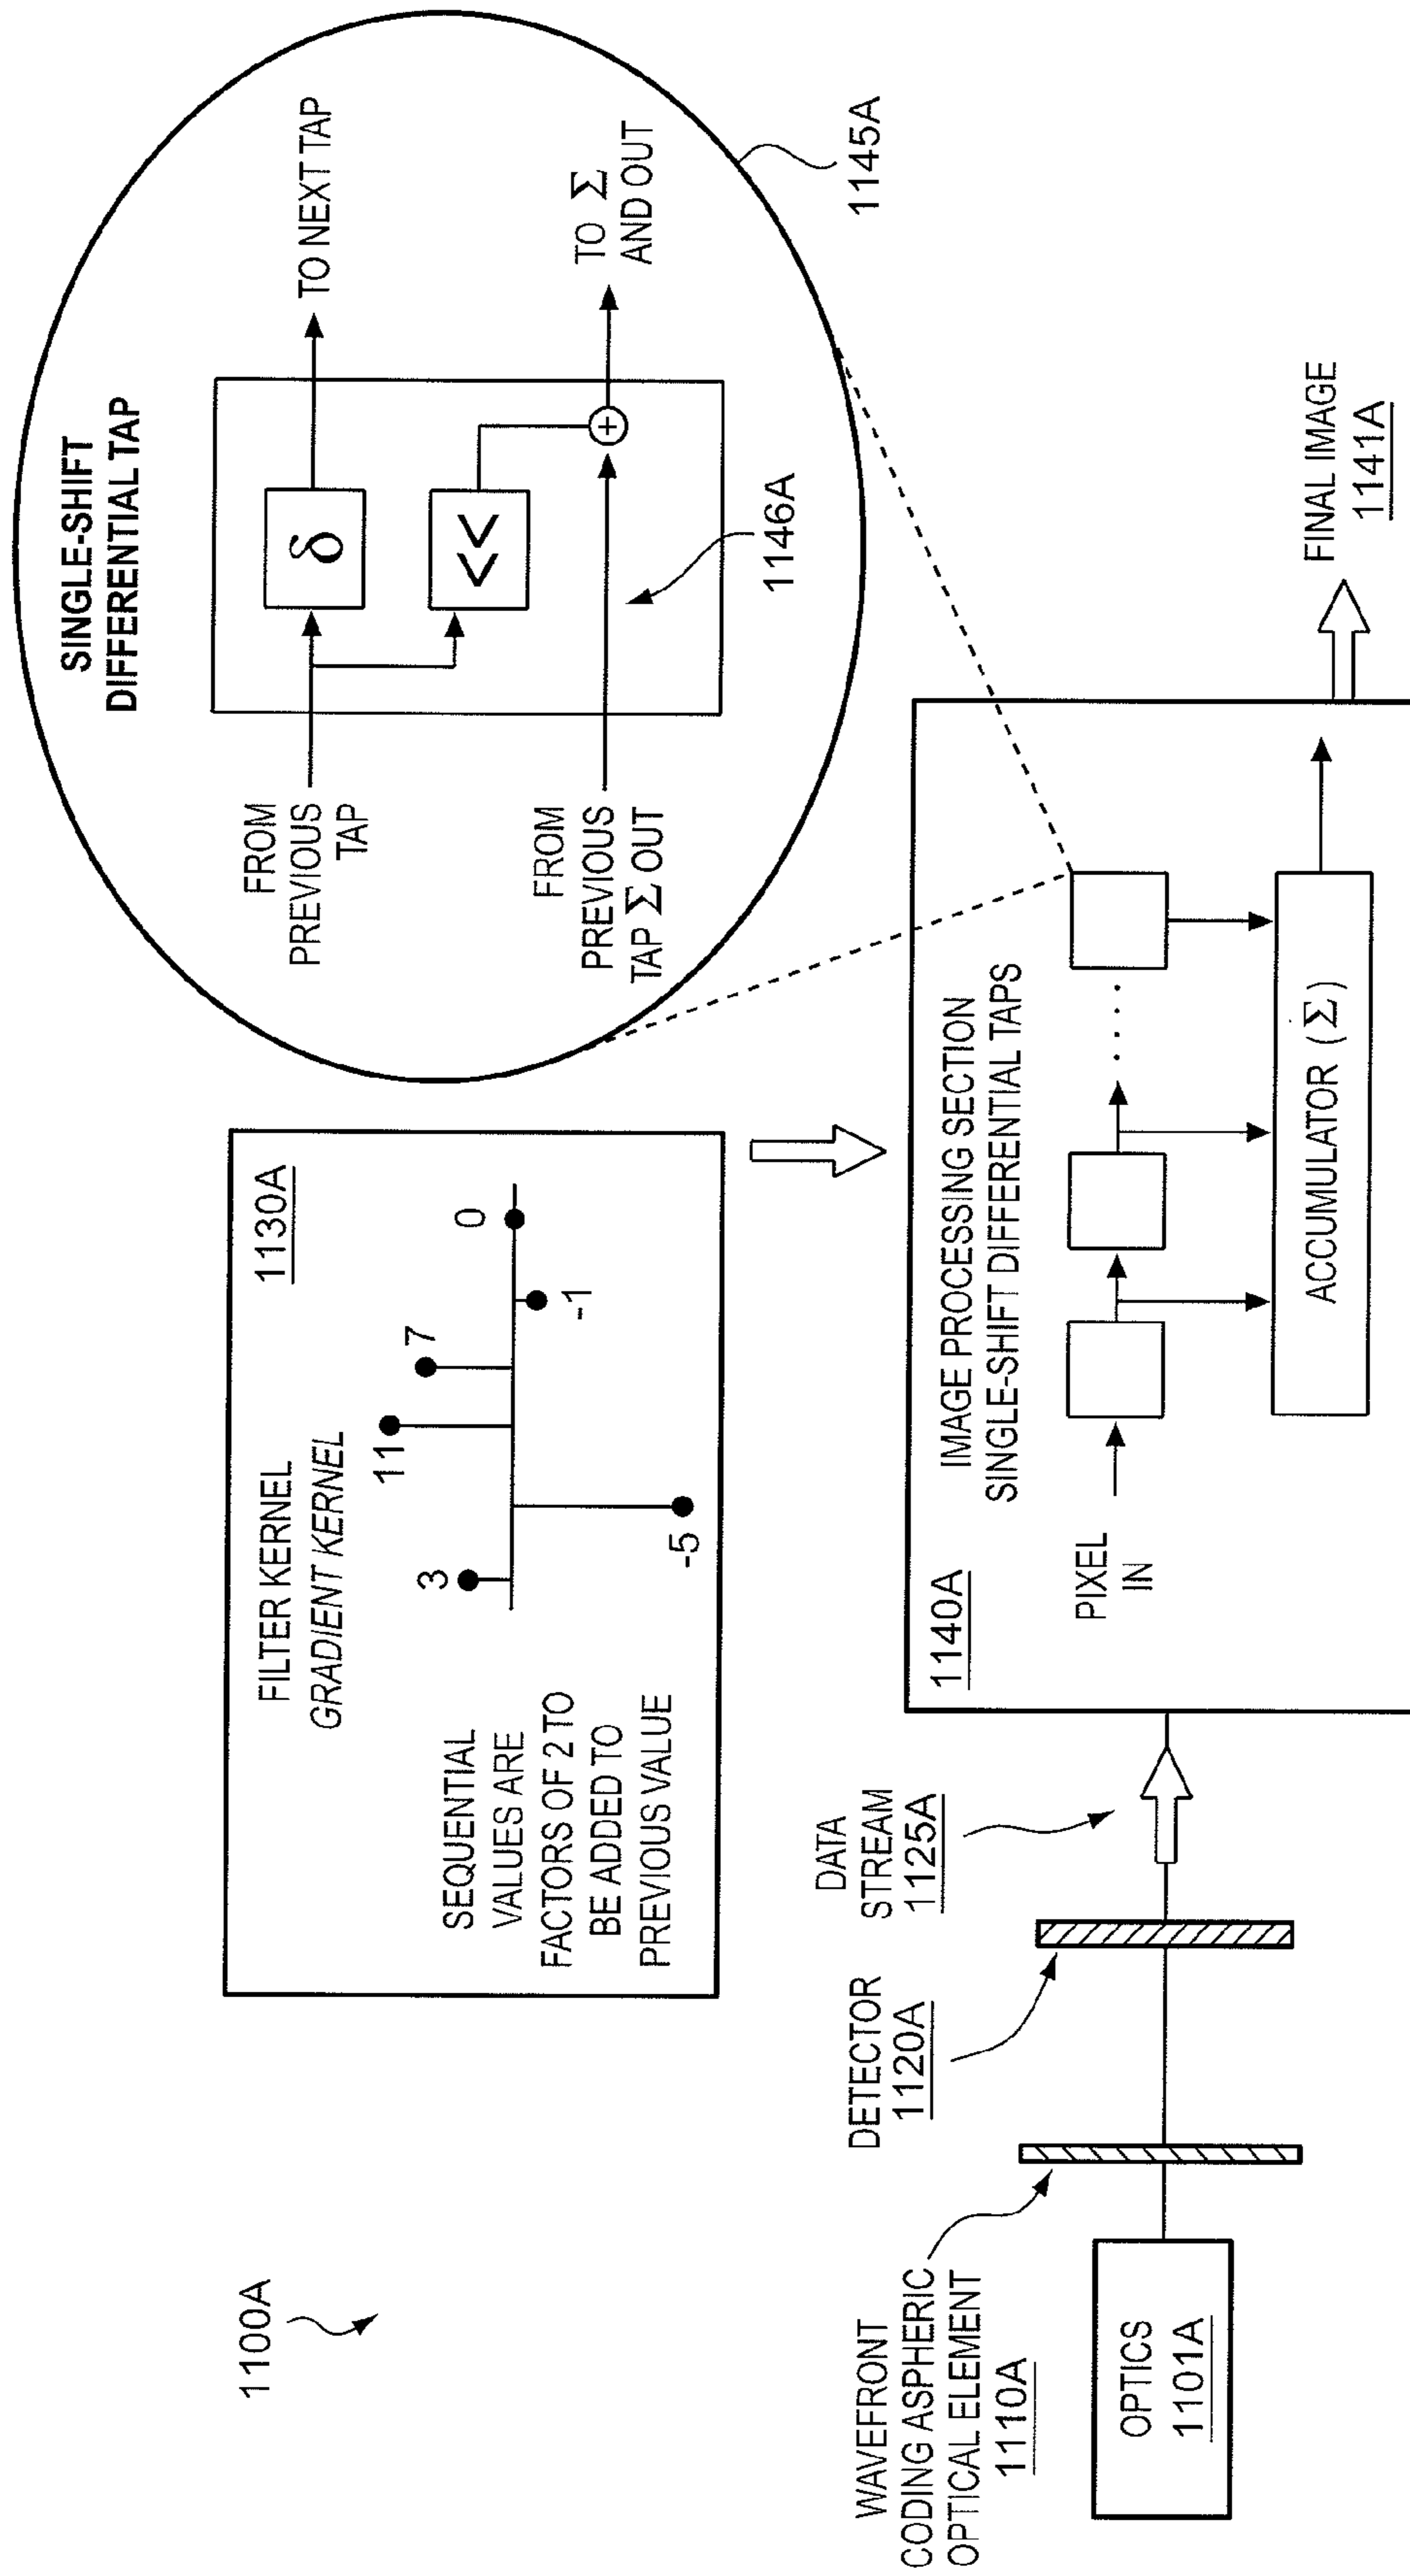 1100A
FILTER KERNEL
GRADIENT KERNEL
1130A
SEQUENTIAL
VALUES ARE
FACTORS OF 2 TO
BE ADDED TO
PREVIOUS VALUE
3
-5
11
7
-1
0
SINGLE-SHIFT
DIFFERENTIAL TAP
FROM
PREVIOUS
TAP
δ
TO NEXT TAP
<<
FROM
PREVIOUS
TAP Σ OUT
+
TO Σ
AND OUT
1146A
1145A
WAVEFRONT
CODING ASPHERIC
OPTICAL ELEMENT
1110A
OPTICS
1101A
DETECTOR
1120A
DATA
STREAM
1125A
1140A
IMAGE PROCESSING SECTION
SINGLE-SHIFT DIFFERENTIAL TAPS
PIXEL
IN
ACCUMULATOR (Σ)
FINAL IMAGE
1141A